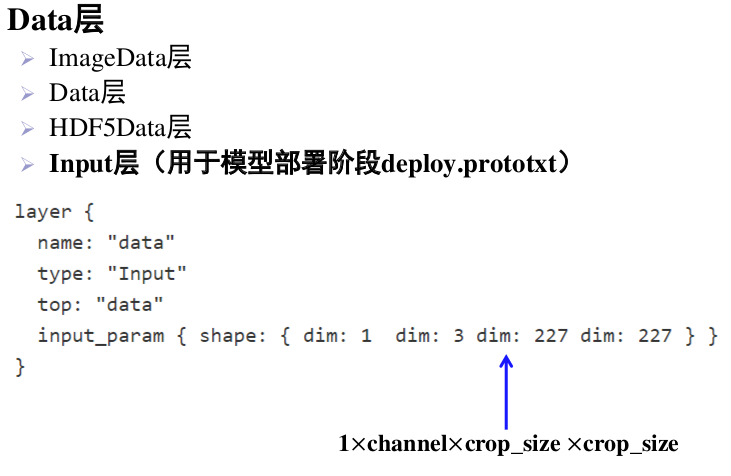 Data层
ImageData层
Data层
HDF5Data层
Input层（用于模型部署阶段deploy.prototxt）
layer {
  name: "data"
  type: "Input"
  top: "data"
  input_param { shape: { dim: 1  dim: 3 dim: 227 dim: 227 } }
}
1×channel×crop_size ×crop_size